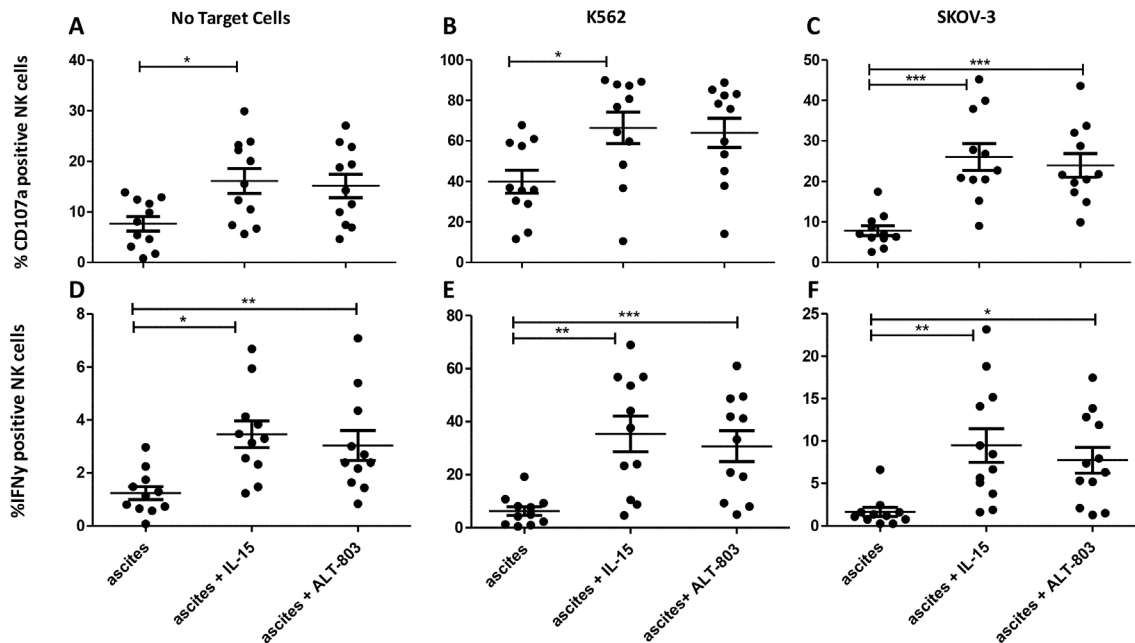 No Target Cells
K562
SKOV-3
A
B
C
% CD107a positive NK cells
40
30
20
10
0
*
100
80
60
40
20
0
*
50
40
30
20
10
0
***
***
D
E
F
%IFNγ positive NK cells
8
6
4
2
0
**
*
80
60
40
20
0
***
**
25
20
15
10
5
0
*
**
ascites
ascites + IL-15
ascites + ALT-803
ascites
ascites + IL-15
ascites+ ALT-803
ascites
ascites + IL-15
ascites + ALT-803